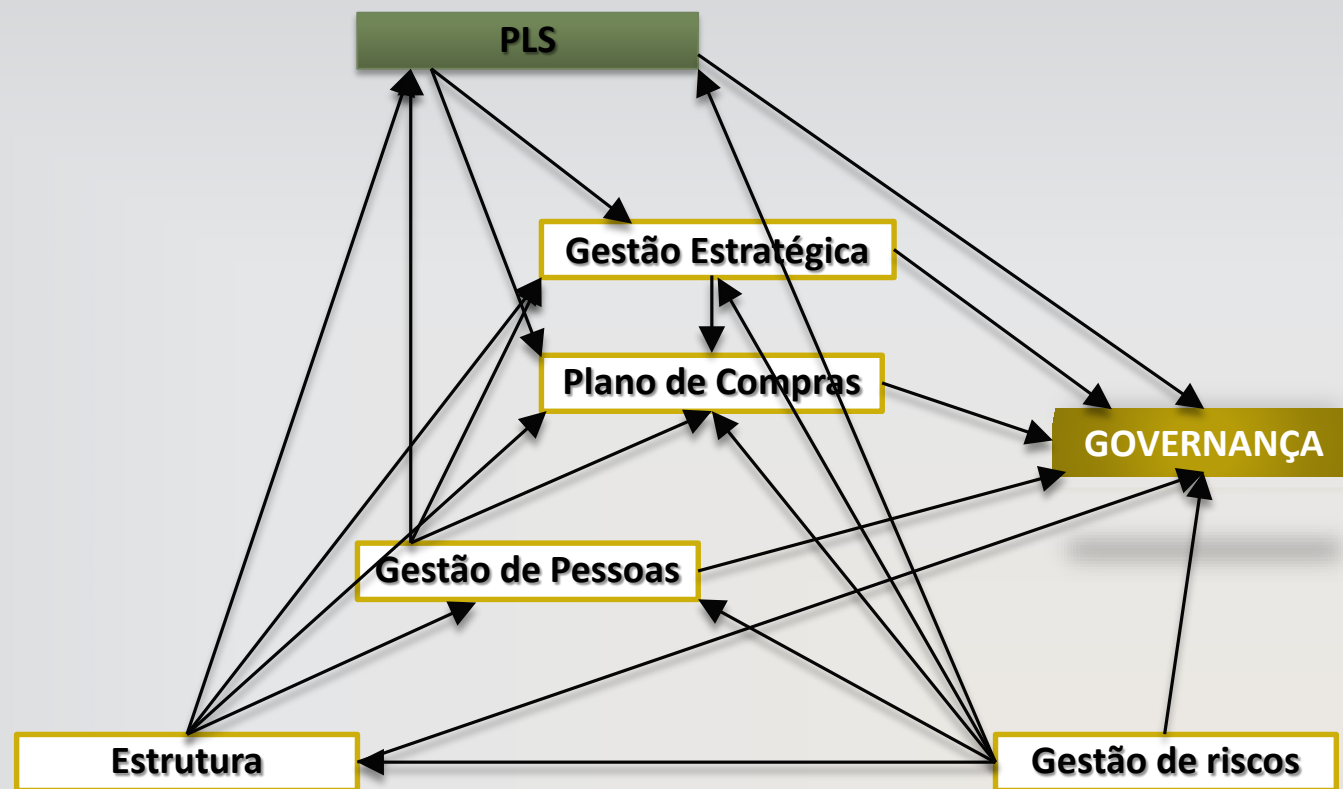 PLS
Gestão Estratégica
Plano de Compras
GOVERNANÇA
Gestão de Pessoas
Estrutura
Gestão de riscos